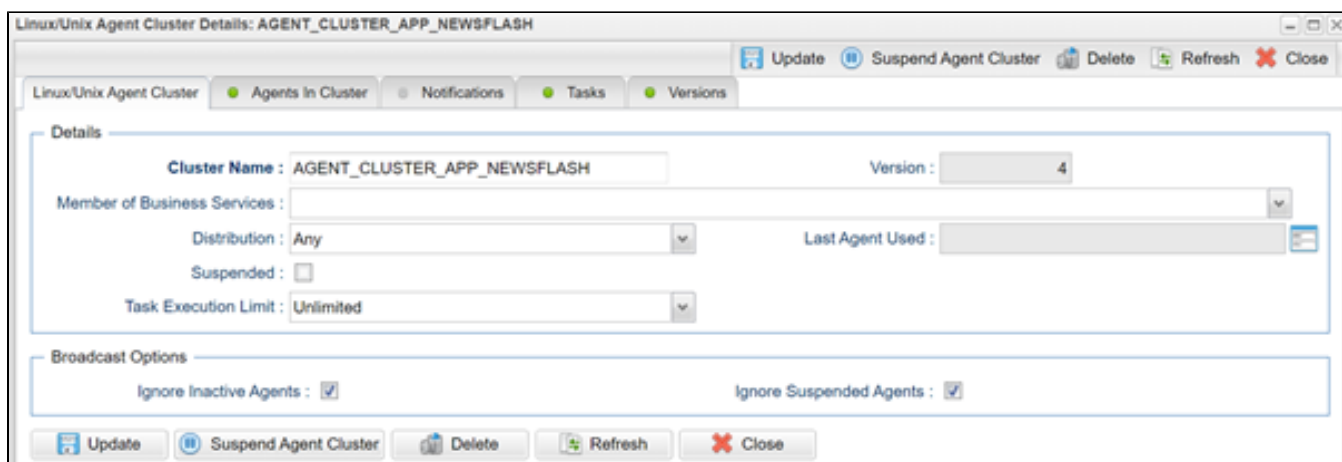 Linux/Unix Agent Cluster Details: AGENT_CLUSTER_APP_NEWSFLASH
Update Suspend Agent Cluster Delete Refresh Close
Linux/Unix Agent Cluster Agents In Cluster Notifications Tasks Versions
Details
Cluster Name : AGENT_CLUSTER_APP_NEWSFLASH Version : 4
Member of Business Services :
Distribution : Any Last Agent Used :
Suspended :
Task Execution Limit : Unlimited
Broadcast Options
Ignore Inactive Agents : Ignore Suspended Agents :
Update Suspend Agent Cluster Delete Refresh Close